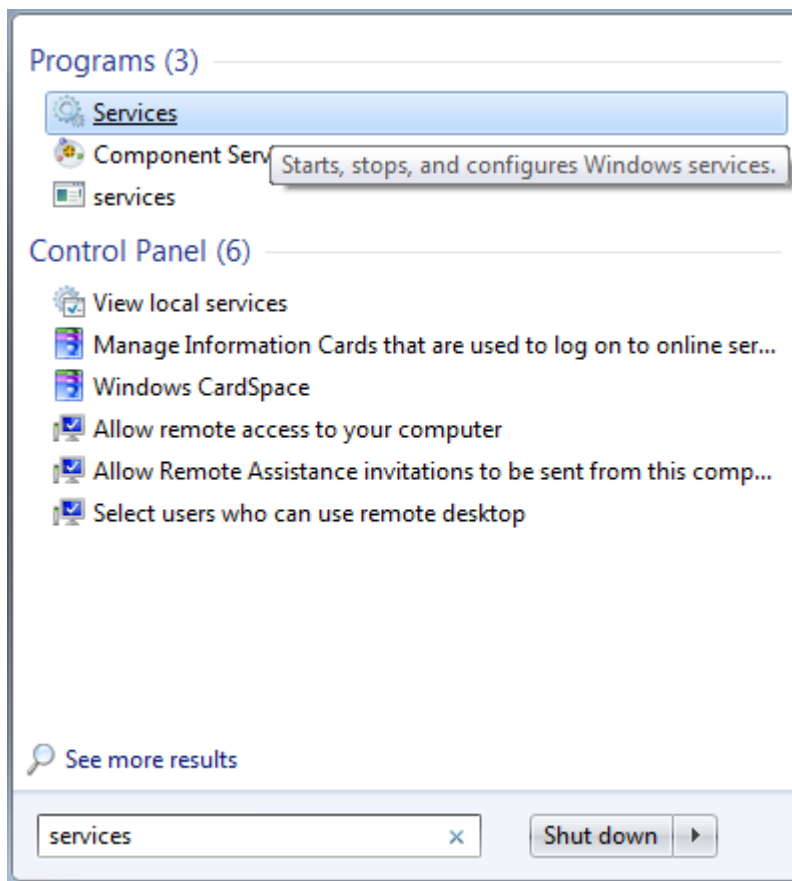 Programs (3)
Services
Component Serv
Starts, stops, and configures Windows services.
services
Control Panel (6)
View local services
Manage Information Cards that are used to log on to online ser...
Windows CardSpace
Allow remote access to your computer
Allow Remote Assistance invitations to be sent from this comp...
Select users who can use remote desktop
See more results
services
Shut down